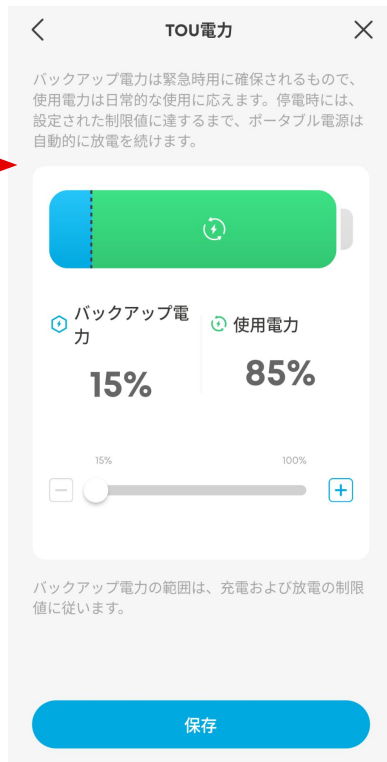 TOU電力
バックアップ電力は緊急時用に確保されるもので、
使用電力は日常的な使用に応えます。停電時には、
設定された制限値に達するまで、ポータブル電源は
自動的に放電を続けます。
バックアップ電
力
15%
使用電力
85%
15%
100%
バックアップ電力の範囲は、充電および放電の制限
値に従います。
保存